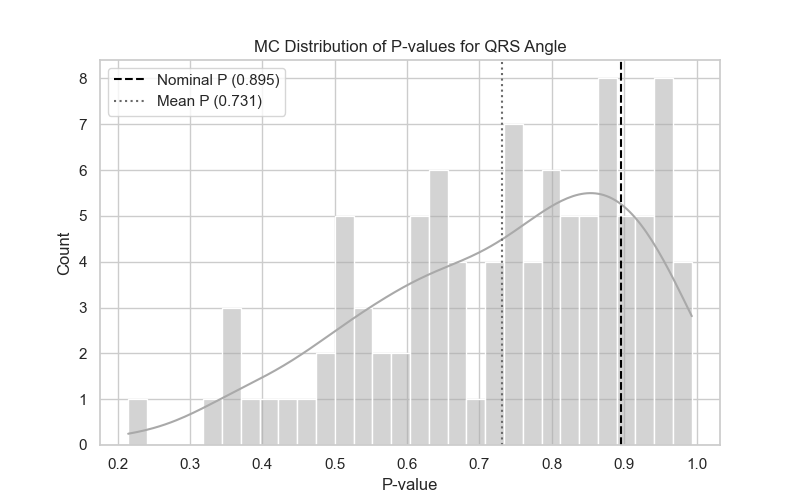 MC Distribution of P-values for QRS Angle
Nominal P (0.895)
Mean P (0.731)
8
7
6
5
4
3
2
1
0
Count
0.2 0.3 0.4 0.5 0.6 0.7 0.8 0.9 1.0
P-value